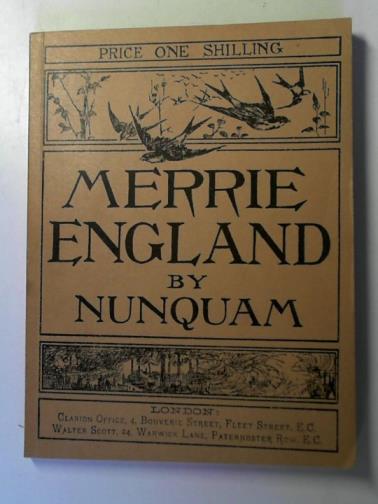 PRICE ONE SHILLING
MERRIE
ENGLAND
BY
NUNQUAM
LONDON:
CLARION OFFICE, 4, BOUVERIE STREET, FLEET STREET, E.C.
WALTER SCOTT, 24, WARWICK LANE, PATERNOSTER ROW, E.C.